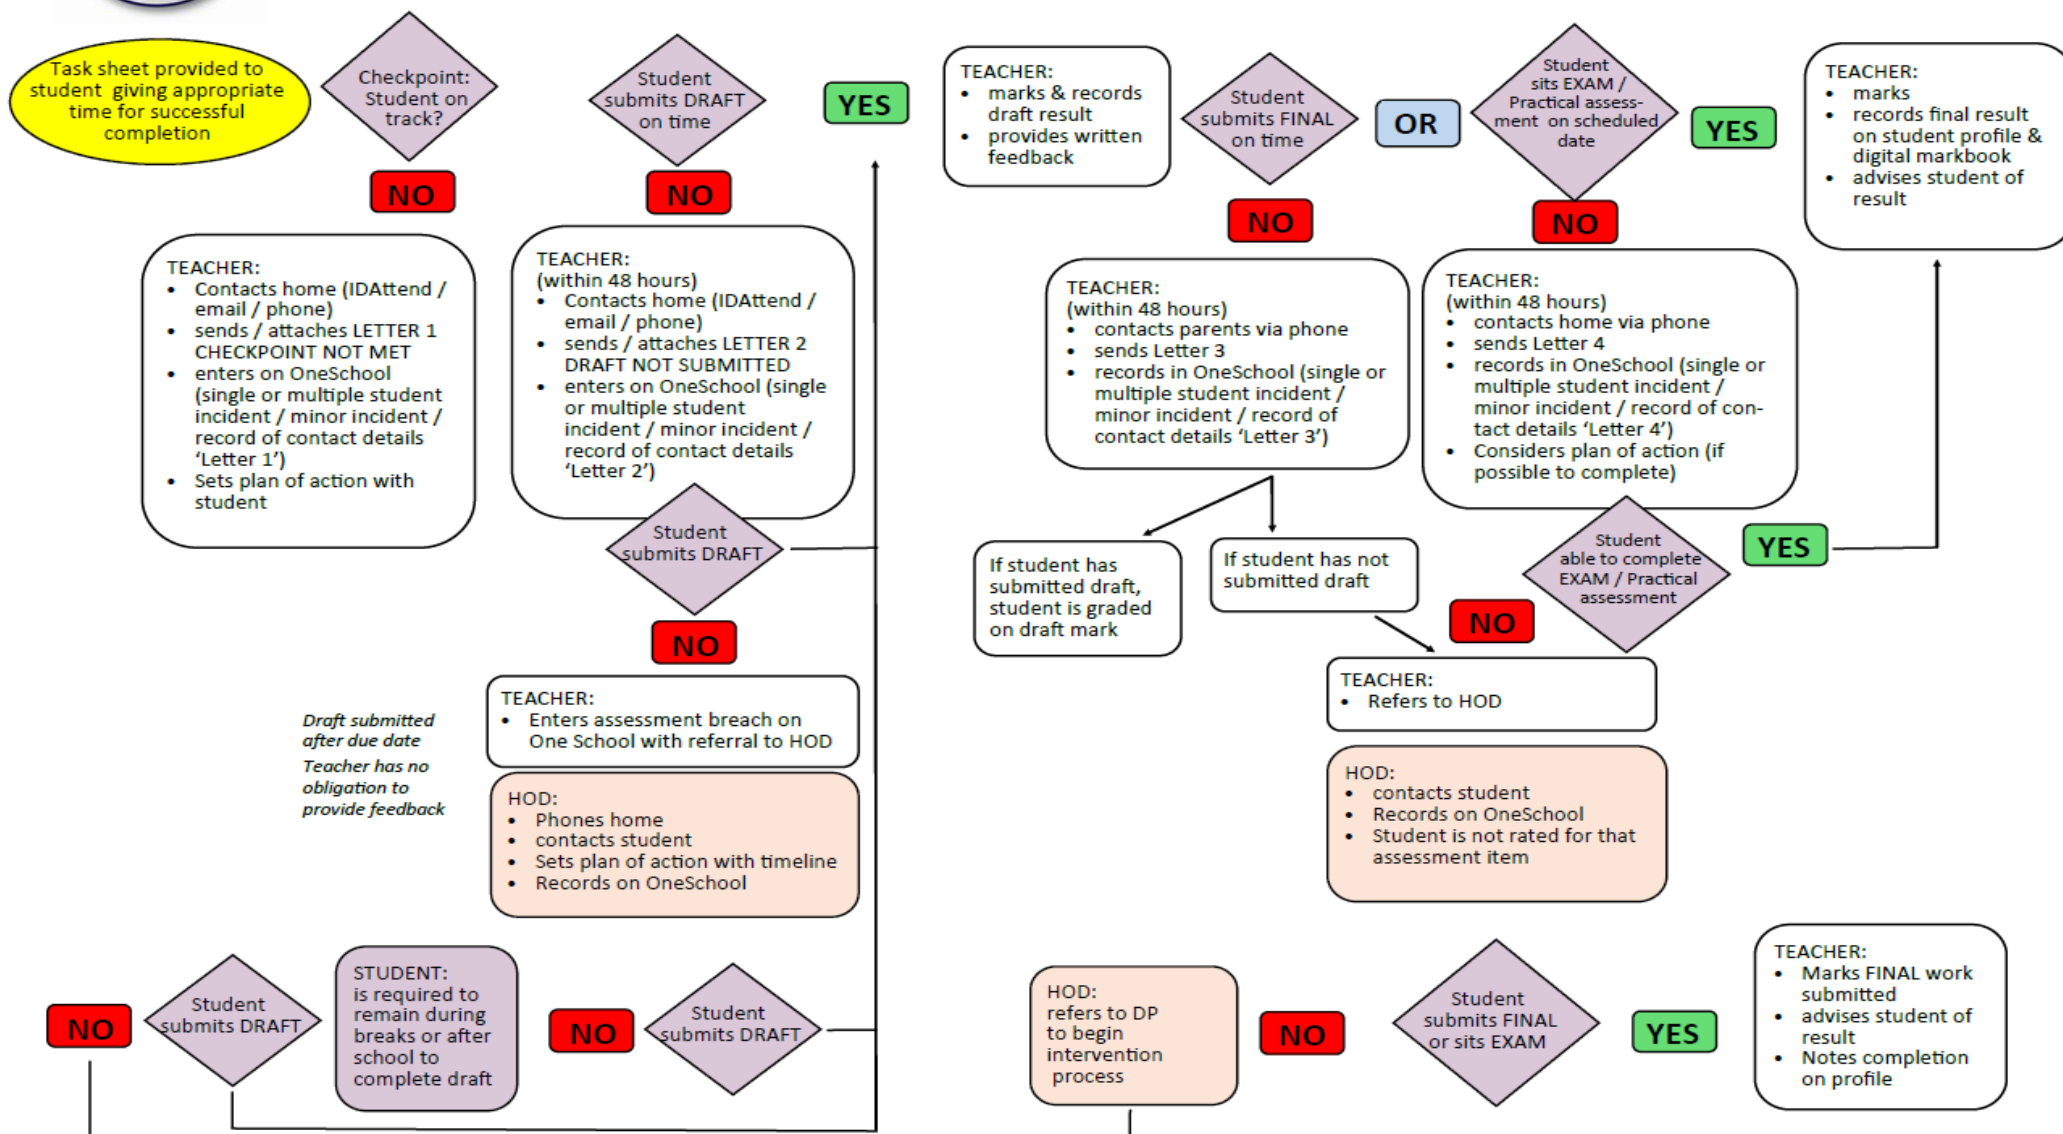 Task sheet provided to
student giving appropriate
time for successful
completion
Checkpoint:
Student on
track?
NO
TEACHER:
• Contacts home (IDAttend /
email / phone)
• sends / attaches LETTER 1
CHECKPOINT NOT MET
• enters on OneSchool
(single or multiple student
incident / minor incident /
record of contact details
‘Letter 1’)
• Sets plan of action with
student
Student
submits DRAFT
on time
YES
NO
TEACHER:
(within 48 hours)
• Contacts home (IDAttend /
email / phone)
• sends / attaches LETTER 2
DRAFT NOT SUBMITTED
• enters on OneSchool (single
or multiple student
incident / minor incident /
record of contact details
‘Letter 2’)
Student
submits DRAFT
NO
TEACHER:
• Enters assessment breach on
One School with referral to HOD
Draft submitted
after due date
Teacher has no
obligation to
provide feedback
HOD:
• Phones home
• contacts student
• Sets plan of action with timeline
• Records on OneSchool
Student
submits DRAFT
NO
STUDENT:
is required to
remain during
breaks or after
school to
complete draft
Student
submits DRAFT
NO
TEACHER:
• marks & records
draft result
• provides written
feedback
Student
submits FINAL
on time
OR
Student
sits EXAM /
Practical assess-
ment on scheduled
date
YES
TEACHER:
• marks
• records final result
on student profile &
digital markbook
• advises student of
result
NO
TEACHER:
(within 48 hours)
• contacts parents via phone
• sends Letter 3
• records in OneSchool (single or
multiple student incident /
minor incident / record of
contact details ‘Letter 3’)
NO
TEACHER:
(within 48 hours)
• contacts home via phone
• sends Letter 4
• records in OneSchool (single or
multiple student incident /
minor incident / record of con-
tact details ‘Letter 4’)
• Considers plan of action (if
possible to complete)
If student has
submitted draft,
student is graded
on draft mark
If student has not
submitted draft
Student
able to complete
EXAM / Practical
assessment
YES
NO
TEACHER:
• Refers to HOD
HOD:
• contacts student
• Records on OneSchool
• Student is not rated for that
assessment item
HOD:
refers to DP
to begin
intervention
process
NO
Student
submits FINAL
or sits EXAM
YES
TEACHER:
• Marks FINAL work
submitted
• advises student of
result
• Notes completion
on profile